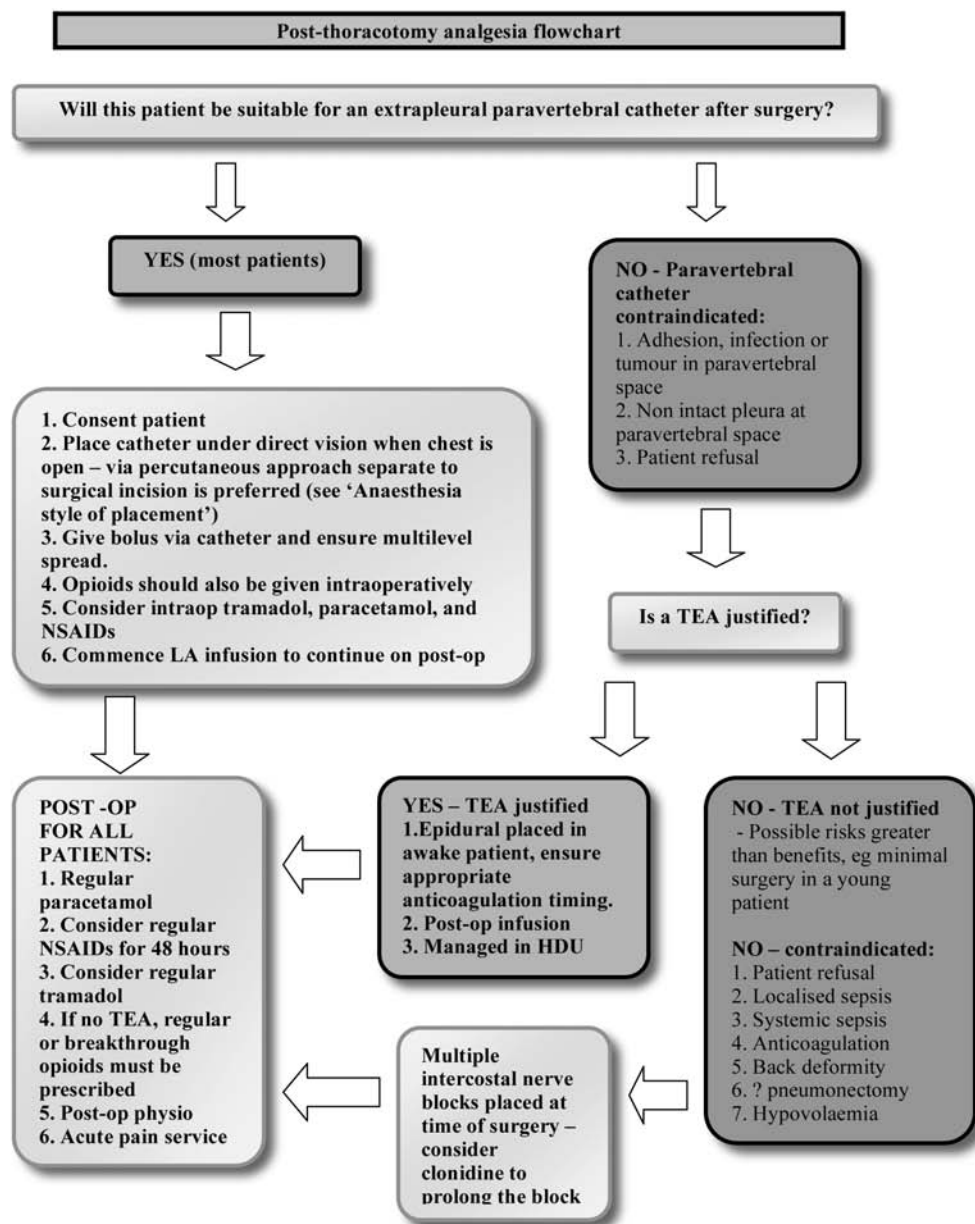 Post-thoracotomy analgesia flowchart
Will this patient be suitable for an extrapleural paravertebral catheter after surgery?
YES (most patients)
NO - Paravertebral
catheter
contraindicated:
1. Adhesion, infection or
tumour in paravertebral
space
2. Non intact pleura at
paravertebral space
3. Patient refusal
1. Consent patient
2. Place catheter under direct vision when chest is
open – via percutaneous approach separate to
surgical incision is preferred (see ‘Anaesthesia
style of placement’)
3. Give bolus via catheter and ensure multilevel
spread.
4. Opioids should also be given intraoperatively
5. Consider intraop tramadol, paracetamol, and
NSAIDs
6. Commence LA infusion to continue on post-op
Is a TEA justified?
POST -OP
FOR ALL
PATIENTS:
1. Regular
paracetamol
2. Consider regular
NSAIDs for 48 hours
3. Consider regular
tramadol
4. If no TEA, regular
or breakthrough
opioids must be
prescribed
5. Post-op physio
6. Acute pain service
YES – TEA justified
1.Epidural placed in
awake patient, ensure
appropriate
anticoagulation timing.
2. Post-op infusion
3. Managed in HDU
NO - TEA not justified
- Possible risks greater
than benefits, eg minimal
surgery in a young
patient
NO – contraindicated:
1. Patient refusal
2. Localised sepsis
3. Systemic sepsis
4. Anticoagulation
5. Back deformity
6. ? pneumonectomy
7. Hypovolaemia
Multiple
intercostal nerve
blocks placed at
time of surgery –
consider
clonidine to
prolong the block